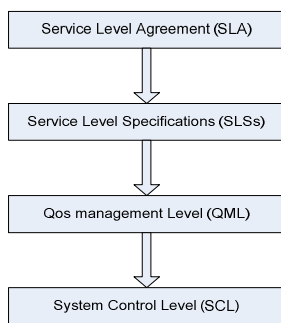 Service Level Agreement (SLA)
Service Level Specifications (SLSs)
Qos management Level (QML)
System Control Level (SCL)